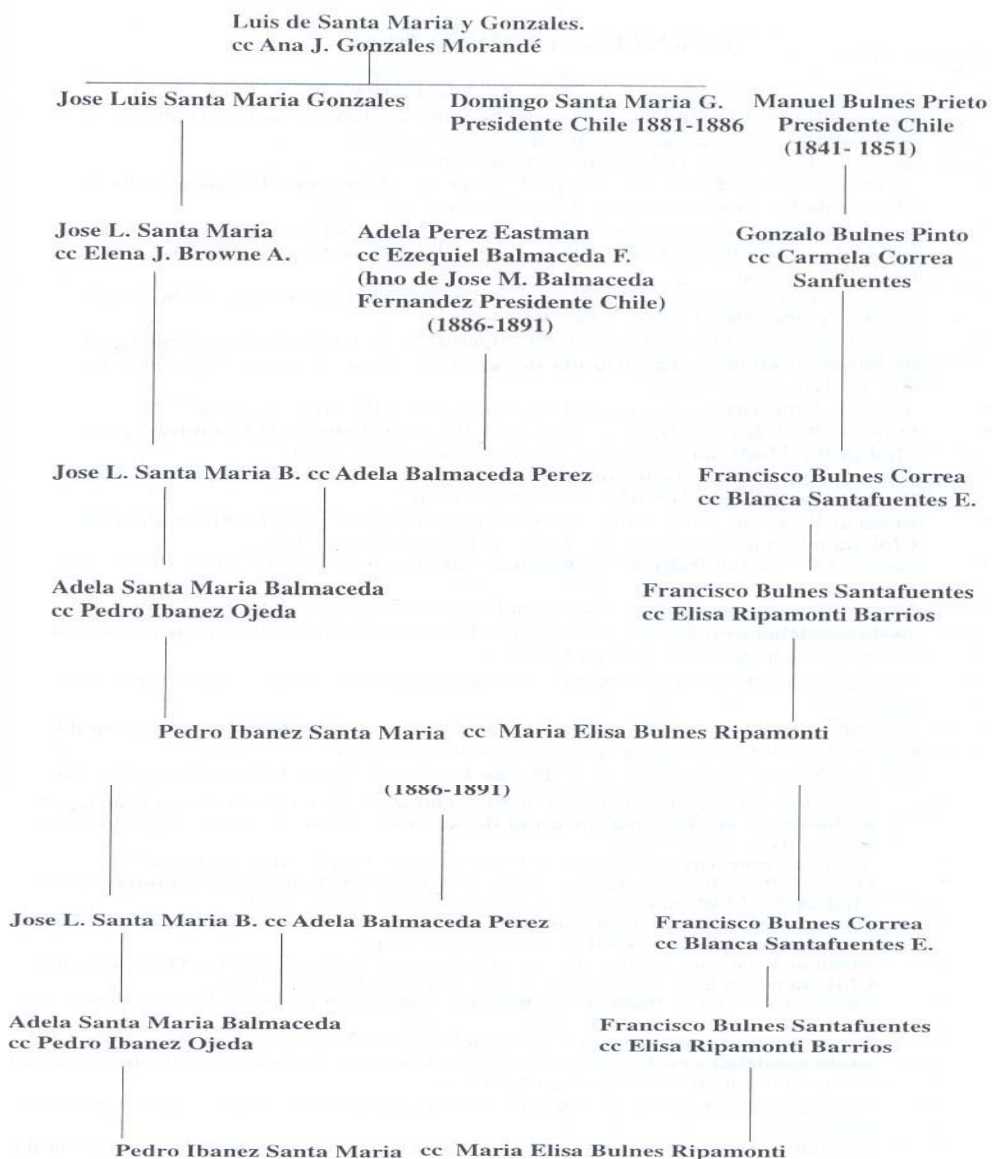 Luis de Santa Maria y Gonzales.
cc Ana J. Gonzales Morandé
Jose Luis Santa Maria Gonzales
Domingo Santa Maria G.
Presidente Chile 1881-1886
Manuel Bulnes Prieto
Presidente Chile
(1841- 1851)
Jose L. Santa Maria
cc Elena J. Browne A.
Adela Perez Eastman
cc Ezequiel Balmaceda F.
(hno de Jose M. Balmaceda
Fernandez Presidente Chile)
(1886-1891)
Gonzalo Bulnes Pinto
cc Carmela Correa
Sanfuentes
Jose L. Santa Maria B. cc Adela Balmaceda Perez
Francisco Bulnes Correa
cc Blanca Santafuentes E.
Adela Santa Maria Balmaceda
cc Pedro Ibanez Ojeda
Francisco Bulnes Santafuentes
cc Elisa Ripamonti Barrios
Pedro Ibanez Santa Maria cc Maria Elisa Bulnes Ripamonti
(1886-1891)
Jose L. Santa Maria B. cc Adela Balmaceda Perez
Francisco Bulnes Correa
cc Blanca Santafuentes E.
Adela Santa Maria Balmaceda
cc Pedro Ibanez Ojeda
Francisco Bulnes Santafuentes
cc Elisa Ripamonti Barrios
Pedro Ibanez Santa Maria cc Maria Elisa Bulnes Ripamonti